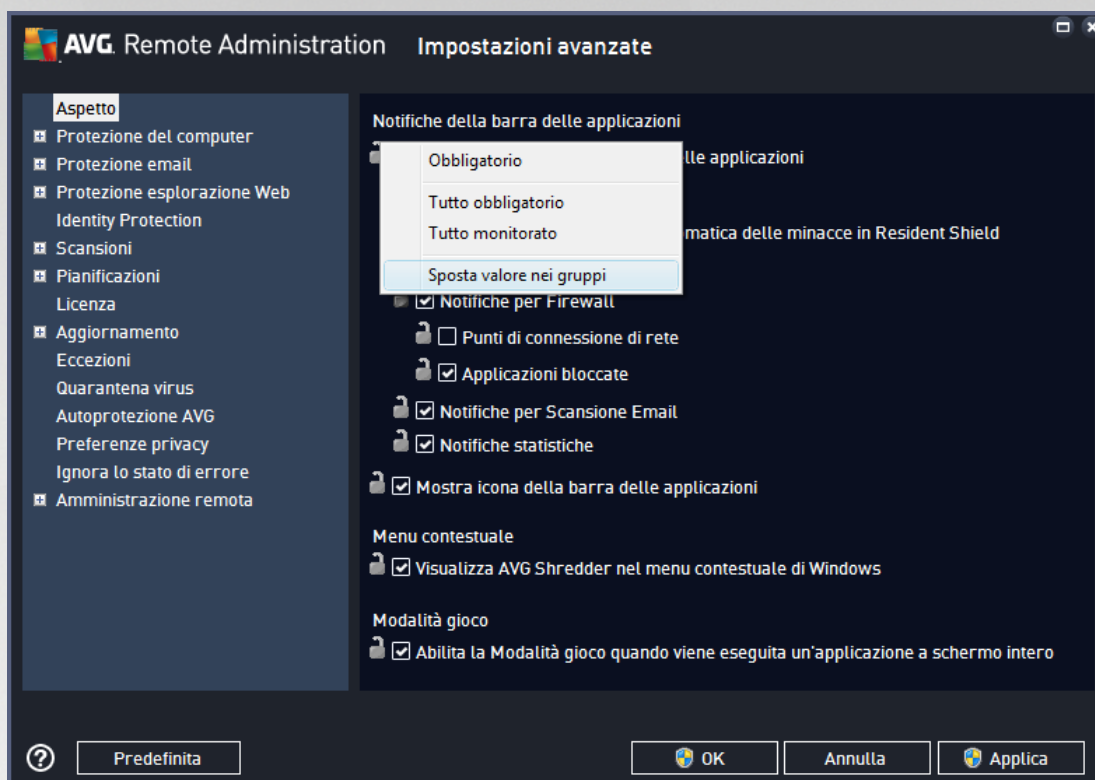 AVG. Remote Administration Impostazioni avanzate
Aspetto
Protezione del computer
Protezione email
Protezione esplorazione Web
Identity Protection
Scansioni
Pianificazioni
Licenza
Aggiornamento
Eccezioni
Quarantena virus
Autoprotezione AVG
Preferenze privacy
Ignora lo stato di errore
Amministrazione remota
Notifiche della barra delle applicazioni
lle applicazioni
Obbligatorio
Tutto obbligatorio
Tutto monitorato
matica delle minacce in Resident Shield
Sposta valore nei gruppi
Notifiche per Firewall
Punti di connessione di rete
Applicazioni bloccate
Notifiche per Scansione Email
Notifiche statistiche
Mostra icona della barra delle applicazioni
Menu contestuale
Visualizza AVG Shredder nel menu contestuale di Windows
Modalità gioco
Abilita la Modalità gioco quando viene eseguita un'applicazione a schermo intero
Predefinita
OK
Annulla
Applica